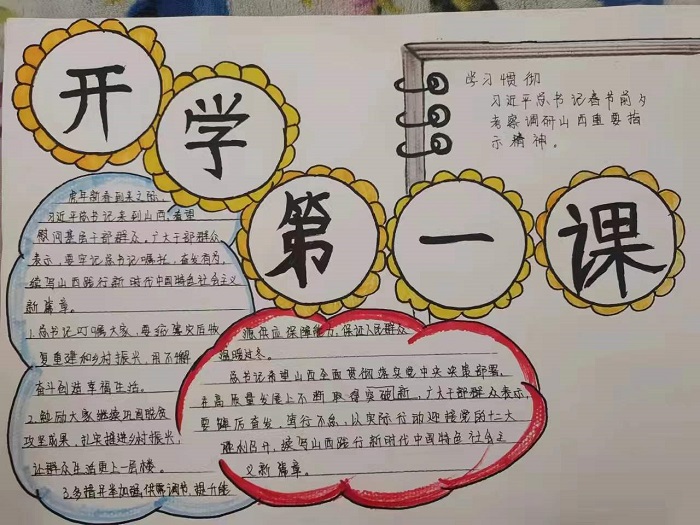 开学第一课
学习贯彻
习近平总书记春节前夕
考察调研山西重要指
示精神。
虎年新春到来之际,
习近平总书记来到山西,看望
慰问基层干部群众。广大干部群众
表示,要牢记总书记嘱托,奋发有为,
续写山西践行新时代中国特色社会主义
新篇章。
1.总书记叮嘱大家,要抓紧灾后恢
复重建和乡村振兴,用不懈
奋斗创造幸福生活。
2.勉励大家继续巩固脱贫
攻坚成果,扎实推进乡村振兴,
让群众生活更上一层楼。
3.多措并举加强供需调节,提升能
源供应保障能力,保证人民群众
温暖过冬。
总书记希望山西全面贯彻落实党中央决策部署,
在高质量发展上不断取得突破新,广大干部群众表示,
要踔厉奋发,笃行不怠,以实际行动迎接党的二十大
胜利召开,续写山西践行新时代中国特色社会主
义新篇章。